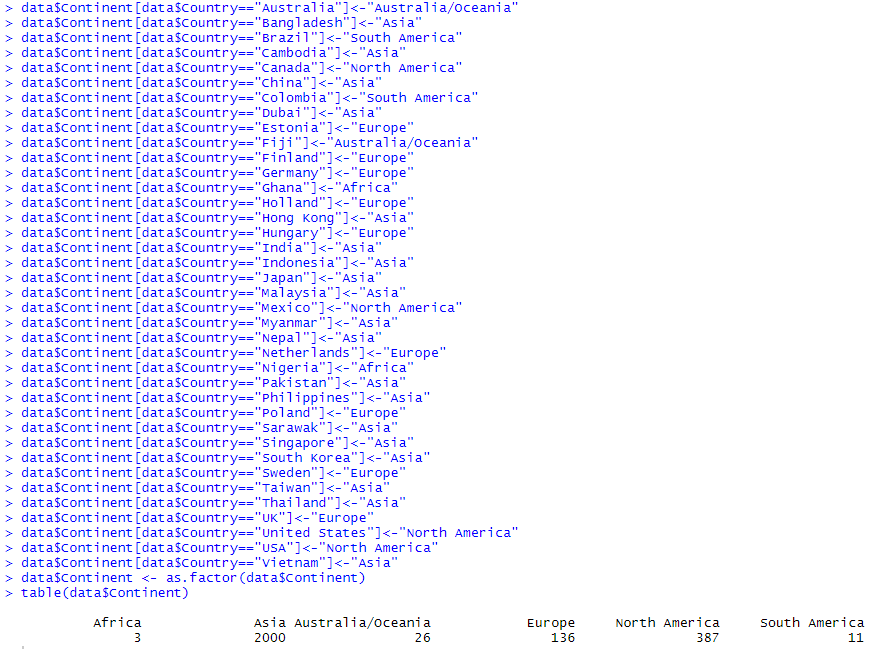 > data$Continent[data$Country=="Australia"]<-"Australia/Oceania"
> data$Continent[data$Country=="Bangladesh"]<-"Asia"
> data$Continent[data$Country=="Brazil"]<-"South America"
> data$Continent[data$Country=="Cambodia"]<-"Asia"
> data$Continent[data$Country=="Canada"]<-"North America"
> data$Continent[data$Country=="China"]<-"Asia"
> data$Continent[data$Country=="Colombia"]<-"South America"
> data$Continent[data$Country=="Dubai"]<-"Asia"
> data$Continent[data$Country=="Estonia"]<-"Europe"
> data$Continent[data$Country=="Fiji"]<-"Australia/Oceania"
> data$Continent[data$Country=="Finland"]<-"Europe"
> data$Continent[data$Country=="Germany"]<-"Europe"
> data$Continent[data$Country=="Ghana"]<-"Africa"
> data$Continent[data$Country=="Holland"]<-"Europe"
> data$Continent[data$Country=="Hong Kong"]<-"Asia"
> data$Continent[data$Country=="Hungary"]<-"Europe"
> data$Continent[data$Country=="India"]<-"Asia"
> data$Continent[data$Country=="Indonesia"]<-"Asia"
> data$Continent[data$Country=="Japan"]<-"Asia"
> data$Continent[data$Country=="Malaysia"]<-"Asia"
> data$Continent[data$Country=="Mexico"]<-"North America"
> data$Continent[data$Country=="Myanmar"]<-"Asia"
> data$Continent[data$Country=="Nepal"]<-"Asia"
> data$Continent[data$Country=="Netherlands"]<-"Europe"
> data$Continent[data$Country=="Nigeria"]<-"Africa"
> data$Continent[data$Country=="Pakistan"]<-"Asia"
> data$Continent[data$Country=="Philippines"]<-"Asia"
> data$Continent[data$Country=="Poland"]<-"Europe"
> data$Continent[data$Country=="Sarawak"]<-"Asia"
> data$Continent[data$Country=="Singapore"]<-"Asia"
> data$Continent[data$Country=="South Korea"]<-"Asia"
> data$Continent[data$Country=="Sweden"]<-"Europe"
> data$Continent[data$Country=="Taiwan"]<-"Asia"
> data$Continent[data$Country=="Thailand"]<-"Asia"
> data$Continent[data$Country=="UK"]<-"Europe"
> data$Continent[data$Country=="United States"]<-"North America"
> data$Continent[data$Country=="USA"]<-"North America"
> data$Continent[data$Country=="Vietnam"]<-"Asia"
> data$Continent <- as.factor(data$Continent)
> table(data$Continent)
Africa Asia Australia/Oceania Europe North America South America
3 2000 26 136 387 11